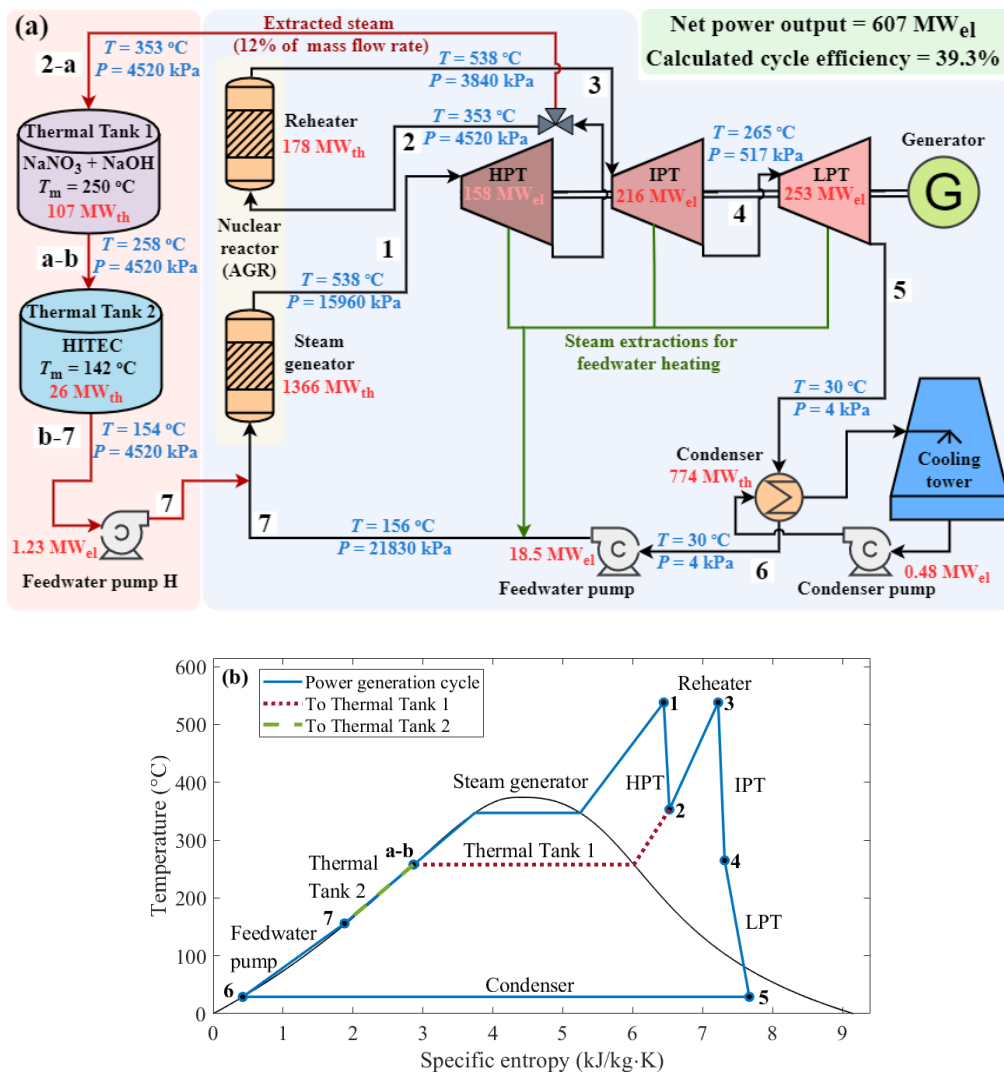 (a)
Extracted steam
(12% of mass flow rate)
Net power output = 607 MWel
Calculated cycle efficiency = 39.3%
T = 353 °C
P = 4520 kPa
2-a
T = 538 °C
P = 3840 kPa
3
Thermal Tank 1
NaNO3 + NaOH
Tm = 250 °C
107 MWth
Reheater
178 MWth
2
T = 353 °C
P = 4520 kPa
T = 265 °C
P = 517 kPa
Generator
G
HPT
158 MWel
IPT
216 MWel
4
LPT
253 MWel
Nuclear
reactor
(AGR)
1
a-b
T = 258 °C
P = 4520 kPa
T = 538 °C
P = 15960 kPa
5
Thermal Tank 2
HITEC
Tm = 142 °C
26 MWth
Steam
geneator
1366 MWth
Steam extractions for
feedwater heating
T = 30 °C
P = 4 kPa
b-7
T = 154 °C
P = 4520 kPa
Condenser
774 MWth
Cooling
tower
7
1.23 MWel
C
Feedwater pump H
7
T = 156 °C
P = 21830 kPa
18.5 MWel
C
Feedwater pump
T = 30 °C
P = 4 kPa
6
C
0.48 MWel
Condenser pump
(b)
Power generation cycle
To Thermal Tank 1
To Thermal Tank 2
Reheater
1
3
Steam generator
HPT
IPT
2
a-b
Thermal Tank 1
4
Thermal
Tank 2
LPT
7
Feedwater
pump
6
Condenser
5
600
500
400
300
200
100
0
Temperature (°C)
0 1 2 3 4 5 6 7 8 9
Specific entropy (kJ/kg·K)